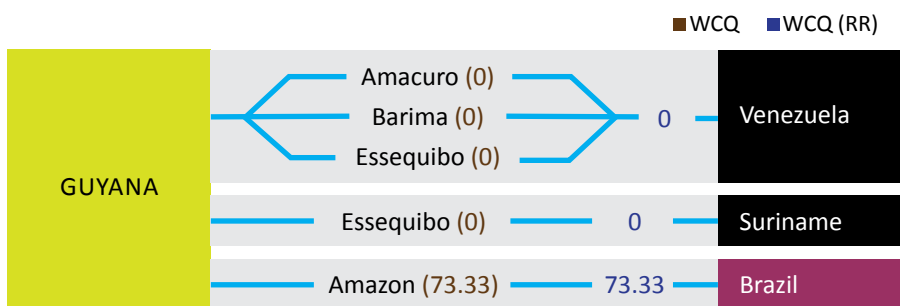 WCQ WCQ (RR)
GUYANA
Amacuro (0)
Barima (0)
Essequibo (0)
0
Venezuela
Essequibo (0)
0
Suriname
Amazon (73.33)
73.33
Brazil